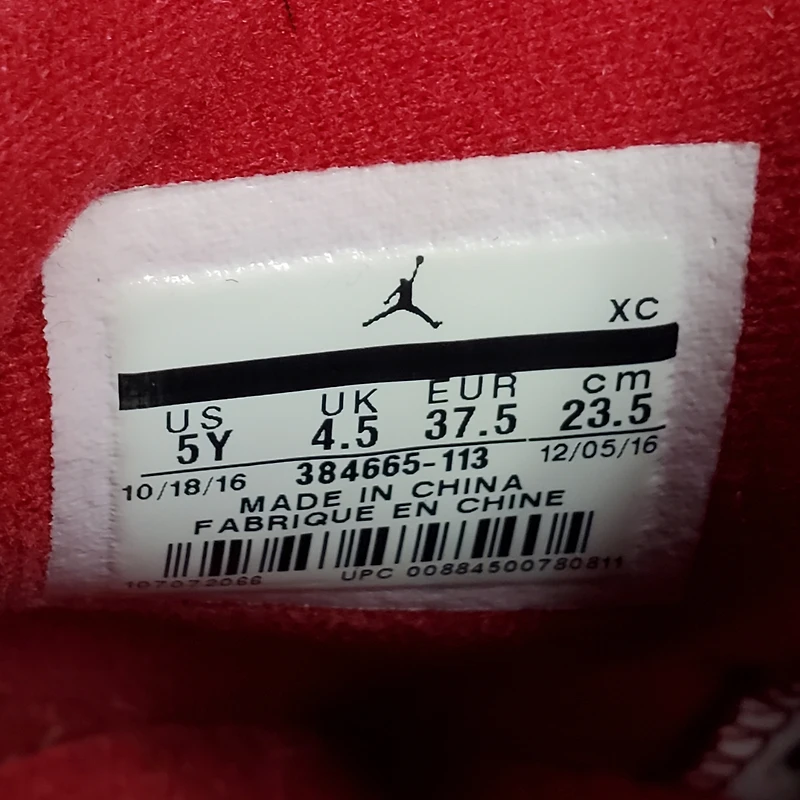 XC
US UK EUR cm
5Y 4.5 37.5 23.5
10/18/16 384665-113 12/05/16
MADE IN CHINA
FABRIQUE EN CHINE
107072066 UPC 00884500780811